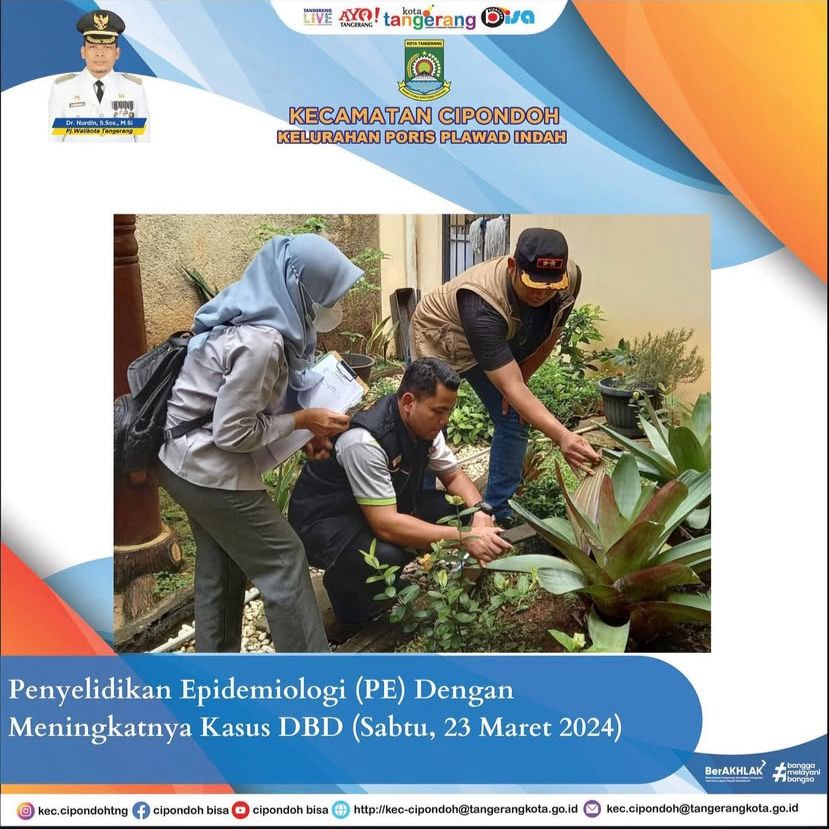 TANGERANG LIVE
AYO! TANGERANG
kota tangerang
BISA
KOTA TANGERANG
Dr. Nurdin, S.Sos., M.Si
Pj.Walikota Tangerang
KECAMATAN CIPONDOH
KELURAHAN PORIS PLAWAD INDAH
Penyelidikan Epidemiologi (PE) Dengan
Meningkatnya Kasus DBD (Sabtu, 23 Maret 2024)
BerAKHLAK
#bangga
melayani
bangsa
kec.cipondohtng cipondoh bisa cipondoh bisa http://kec-cipondoh@tangerangkota.go.id kec.cipondoh@tangerangkota.go.id